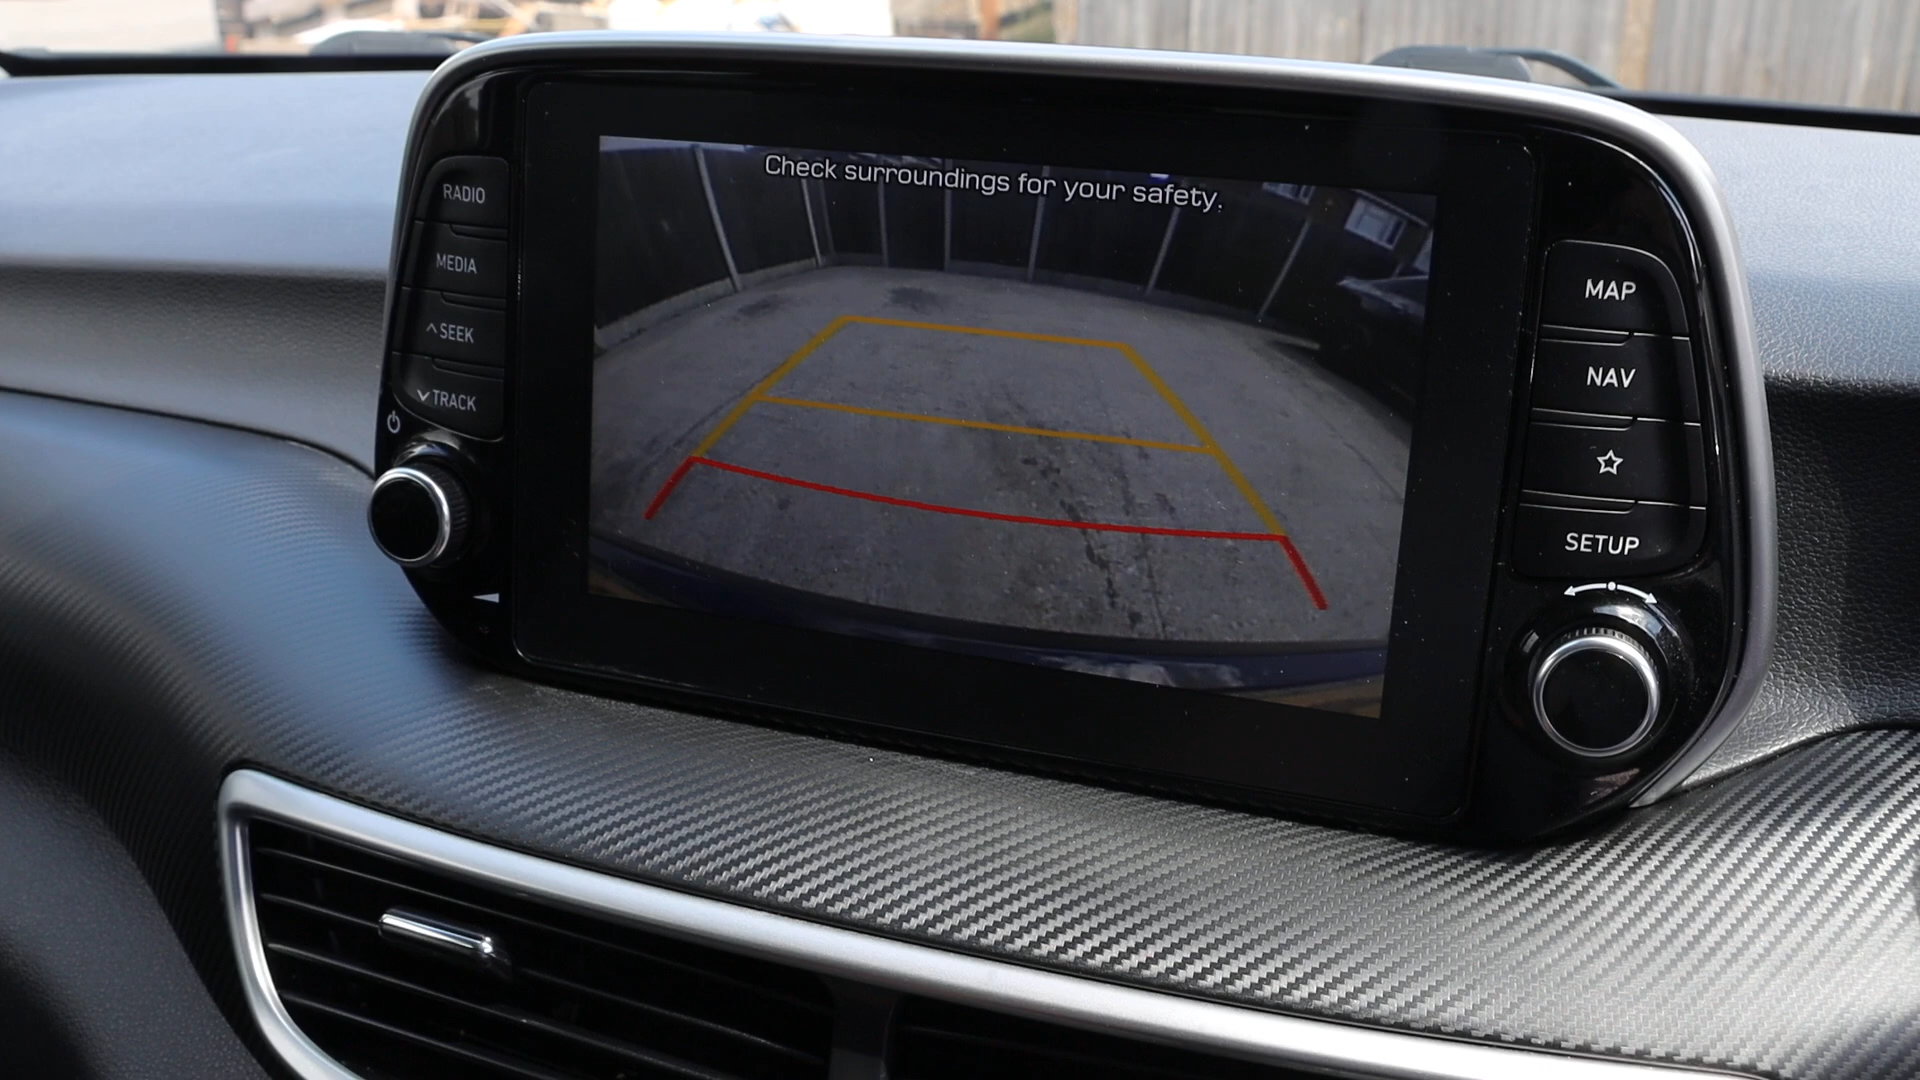 Check surroundings for your safety.
RADIO
MEDIA
SEEK
TRACK
MAP
NAV
SETUP